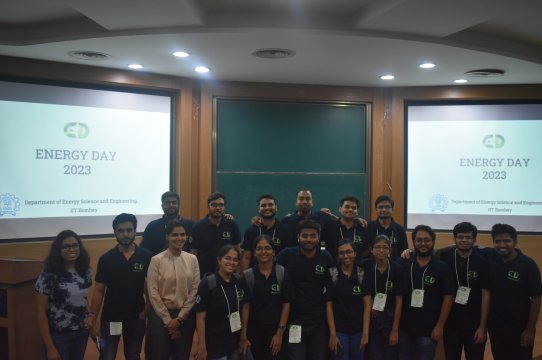 ED
ENERGY DAY
2023
Department of Energy Science and Engineering,
IIT Bombay
ED
ENERGY DAY
2023
Department of Energy Science and Engineering,
IIT Bombay